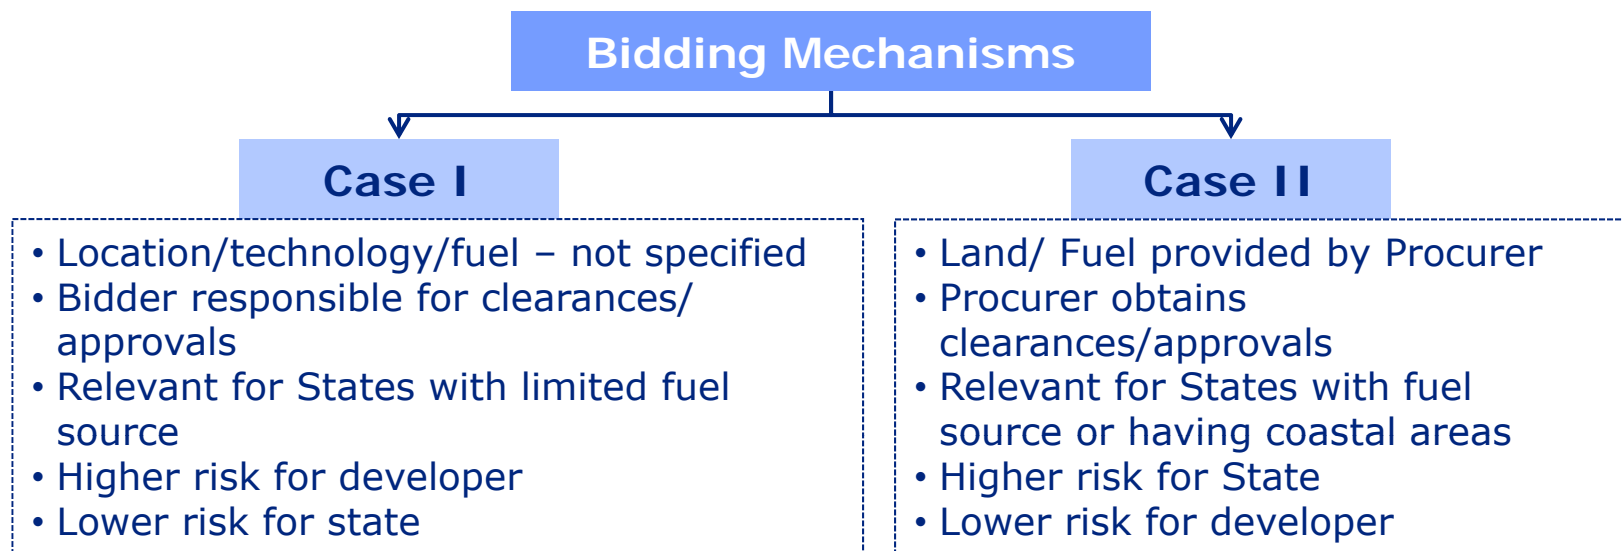 Bidding Mechanisms
Case I
• Location/technology/fuel – not specified
• Bidder responsible for clearances/
approvals
• Relevant for States with limited fuel
source
• Higher risk for developer
• Lower risk for state
Case II
• Land/ Fuel provided by Procurer
• Procurer obtains
clearances/approvals
• Relevant for States with fuel
source or having coastal areas
• Higher risk for State
• Lower risk for developer